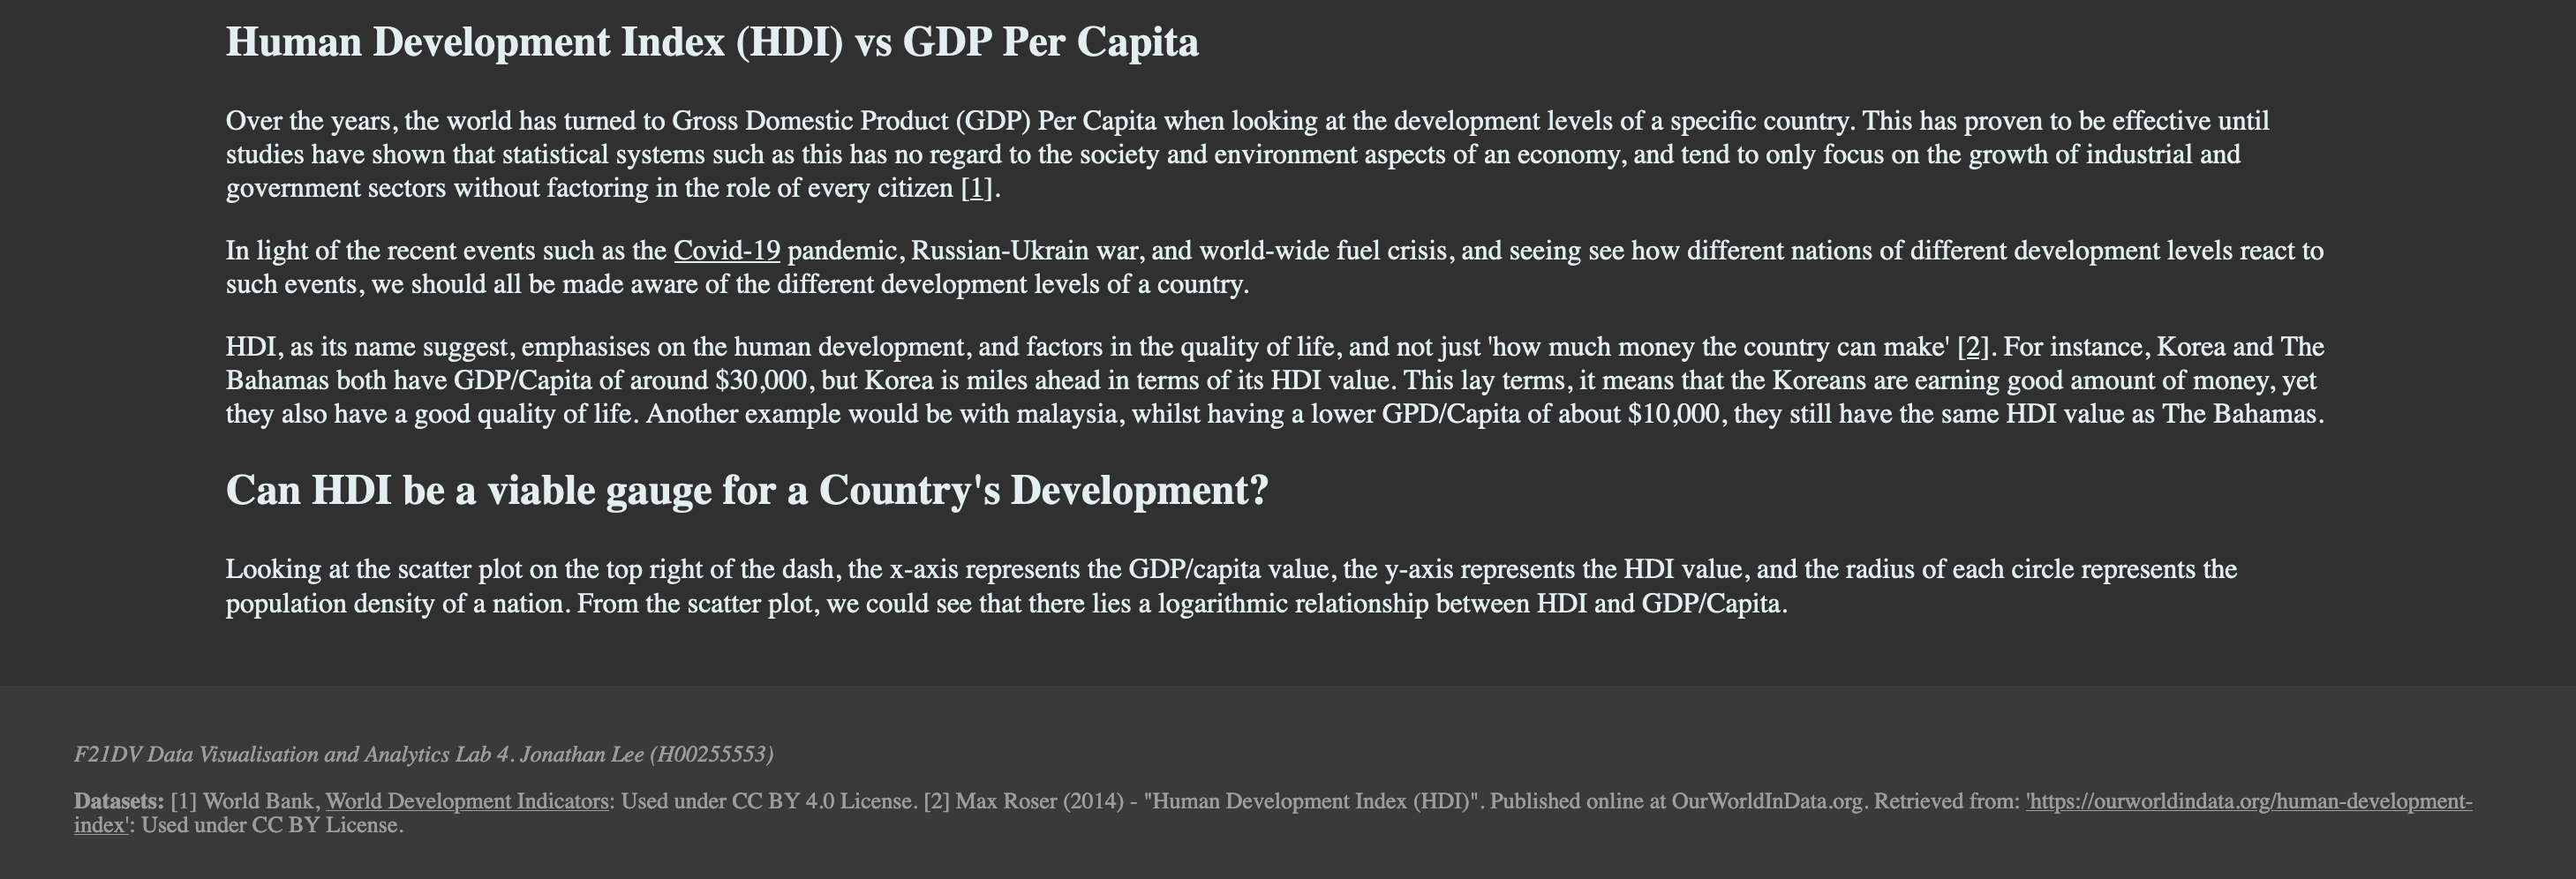 Human Development Index (HDI) vs GDP Per Capita
Over the years, the world has turned to Gross Domestic Product (GDP) Per Capita when looking at the development levels of a specific country. This has proven to be effective until
studies have shown that statistical systems such as this has no regard to the society and environment aspects of an economy, and tend to only focus on the growth of industrial and
government sectors without factoring in the role of every citizen [1].
In light of the recent events such as the Covid-19 pandemic, Russian-Ukrain war, and world-wide fuel crisis, and seeing see how different nations of different development levels react to
such events, we should all be made aware of the different development levels of a country.
HDI, as its name suggest, emphasises on the human development, and factors in the quality of life, and not just 'how much money the country can make' [2]. For instance, Korea and The
Bahamas both have GDP/Capita of around $30,000, but Korea is miles ahead in terms of its HDI value. This lay terms, it means that the Koreans are earning good amount of money, yet
they also have a good quality of life. Another example would be with malaysia, whilst having a lower GPD/Capita of about $10,000, they still have the same HDI value as The Bahamas.
Can HDI be a viable gauge for a Country's Development?
Looking at the scatter plot on the top right of the dash, the x-axis represents the GDP/capita value, the y-axis represents the HDI value, and the radius of each circle represents the
population density of a nation. From the scatter plot, we could see that there lies a logarithmic relationship between HDI and GDP/Capita.
F21DV Data Visualisation and Analytics Lab 4. Jonathan Lee (H00255553)
Datasets: [1] World Bank, World Development Indicators: Used under CC BY 4.0 License. [2] Max Roser (2014) - "Human Development Index (HDI)". Published online at OurWorldInData.org. Retrieved from: 'https://ourworldindata.org/human-development-
index': Used under CC BY License.